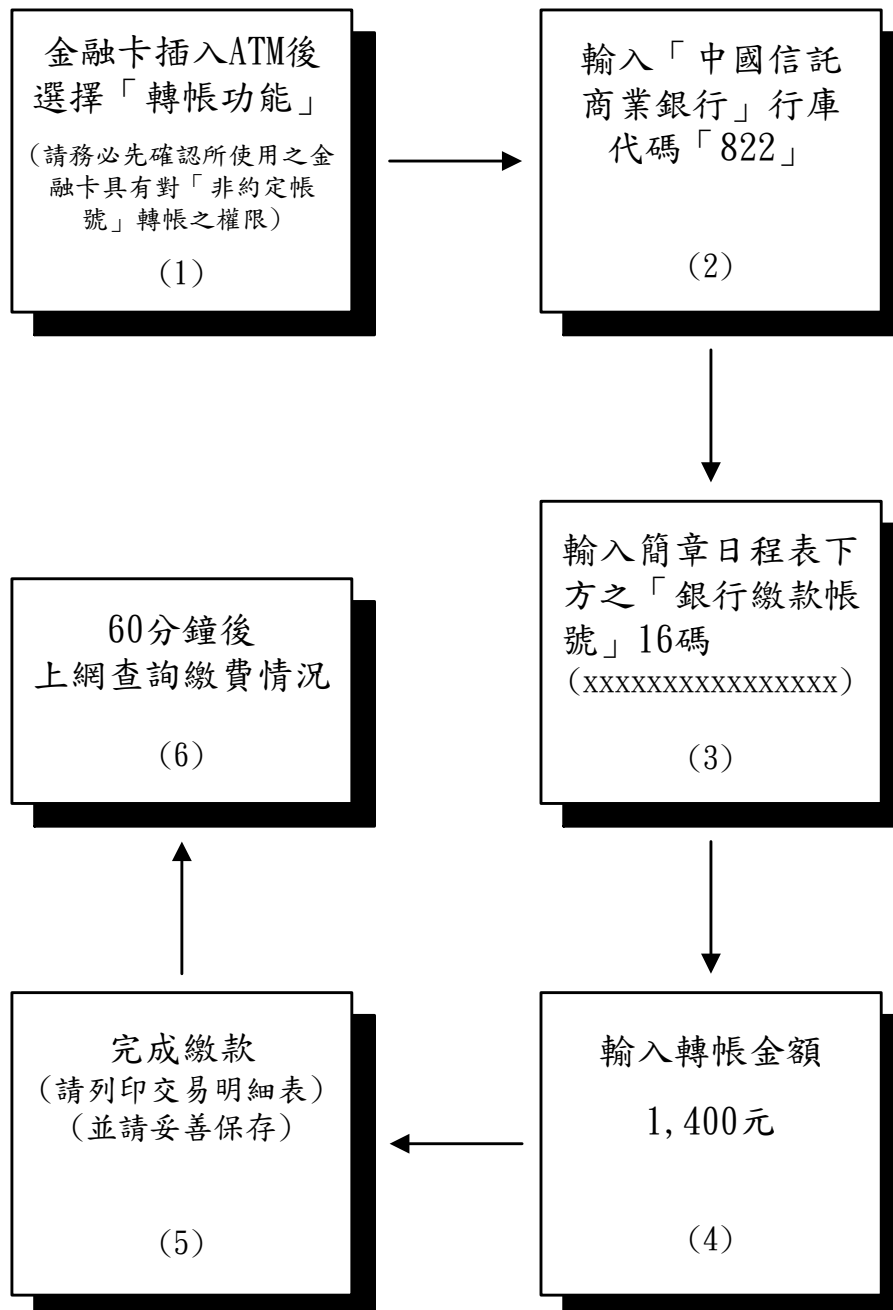 金融卡插入ATM後
選擇「轉帳功能」
（請務必先確認所使用之金
融卡具有對「非約定帳
號」轉帳之權限）
(1)
輸入「中國信託
商業銀行」行庫
代碼「822」
(2)
輸入簡章日程表下
方之「銀行繳款帳
號」16碼
（xxxxxxxxxxxxxxxx）
(3)
輸入轉帳金額
1,400元
(4)
完成繳款
（請列印交易明細表）
（並請妥善保存）
(5)
60分鐘後
上網查詢繳費情況
(6)